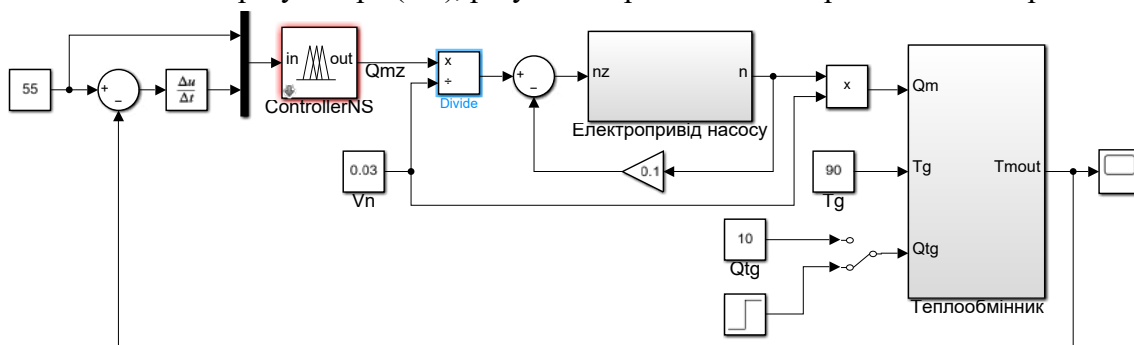 55
+
−
Δu
Δt
in
out
ControllerNS
Qmz
x
÷
Divide
+
−
nz
n
Електропривід насосу
0.1
0.03
Vn
x
90
Tg
10
Qtg
Qm
Tg
Qtg
Tmout
Теплообмінник